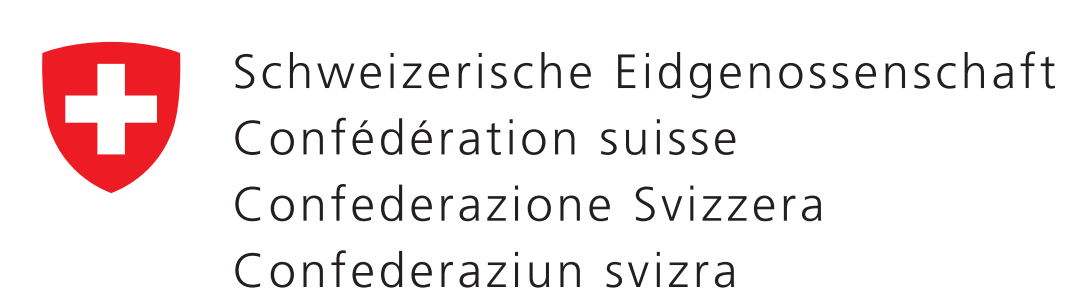 Schweizerische Eidgenossenschaft
Confédération suisse
Confederazione Svizzera
Confederaziun svizra